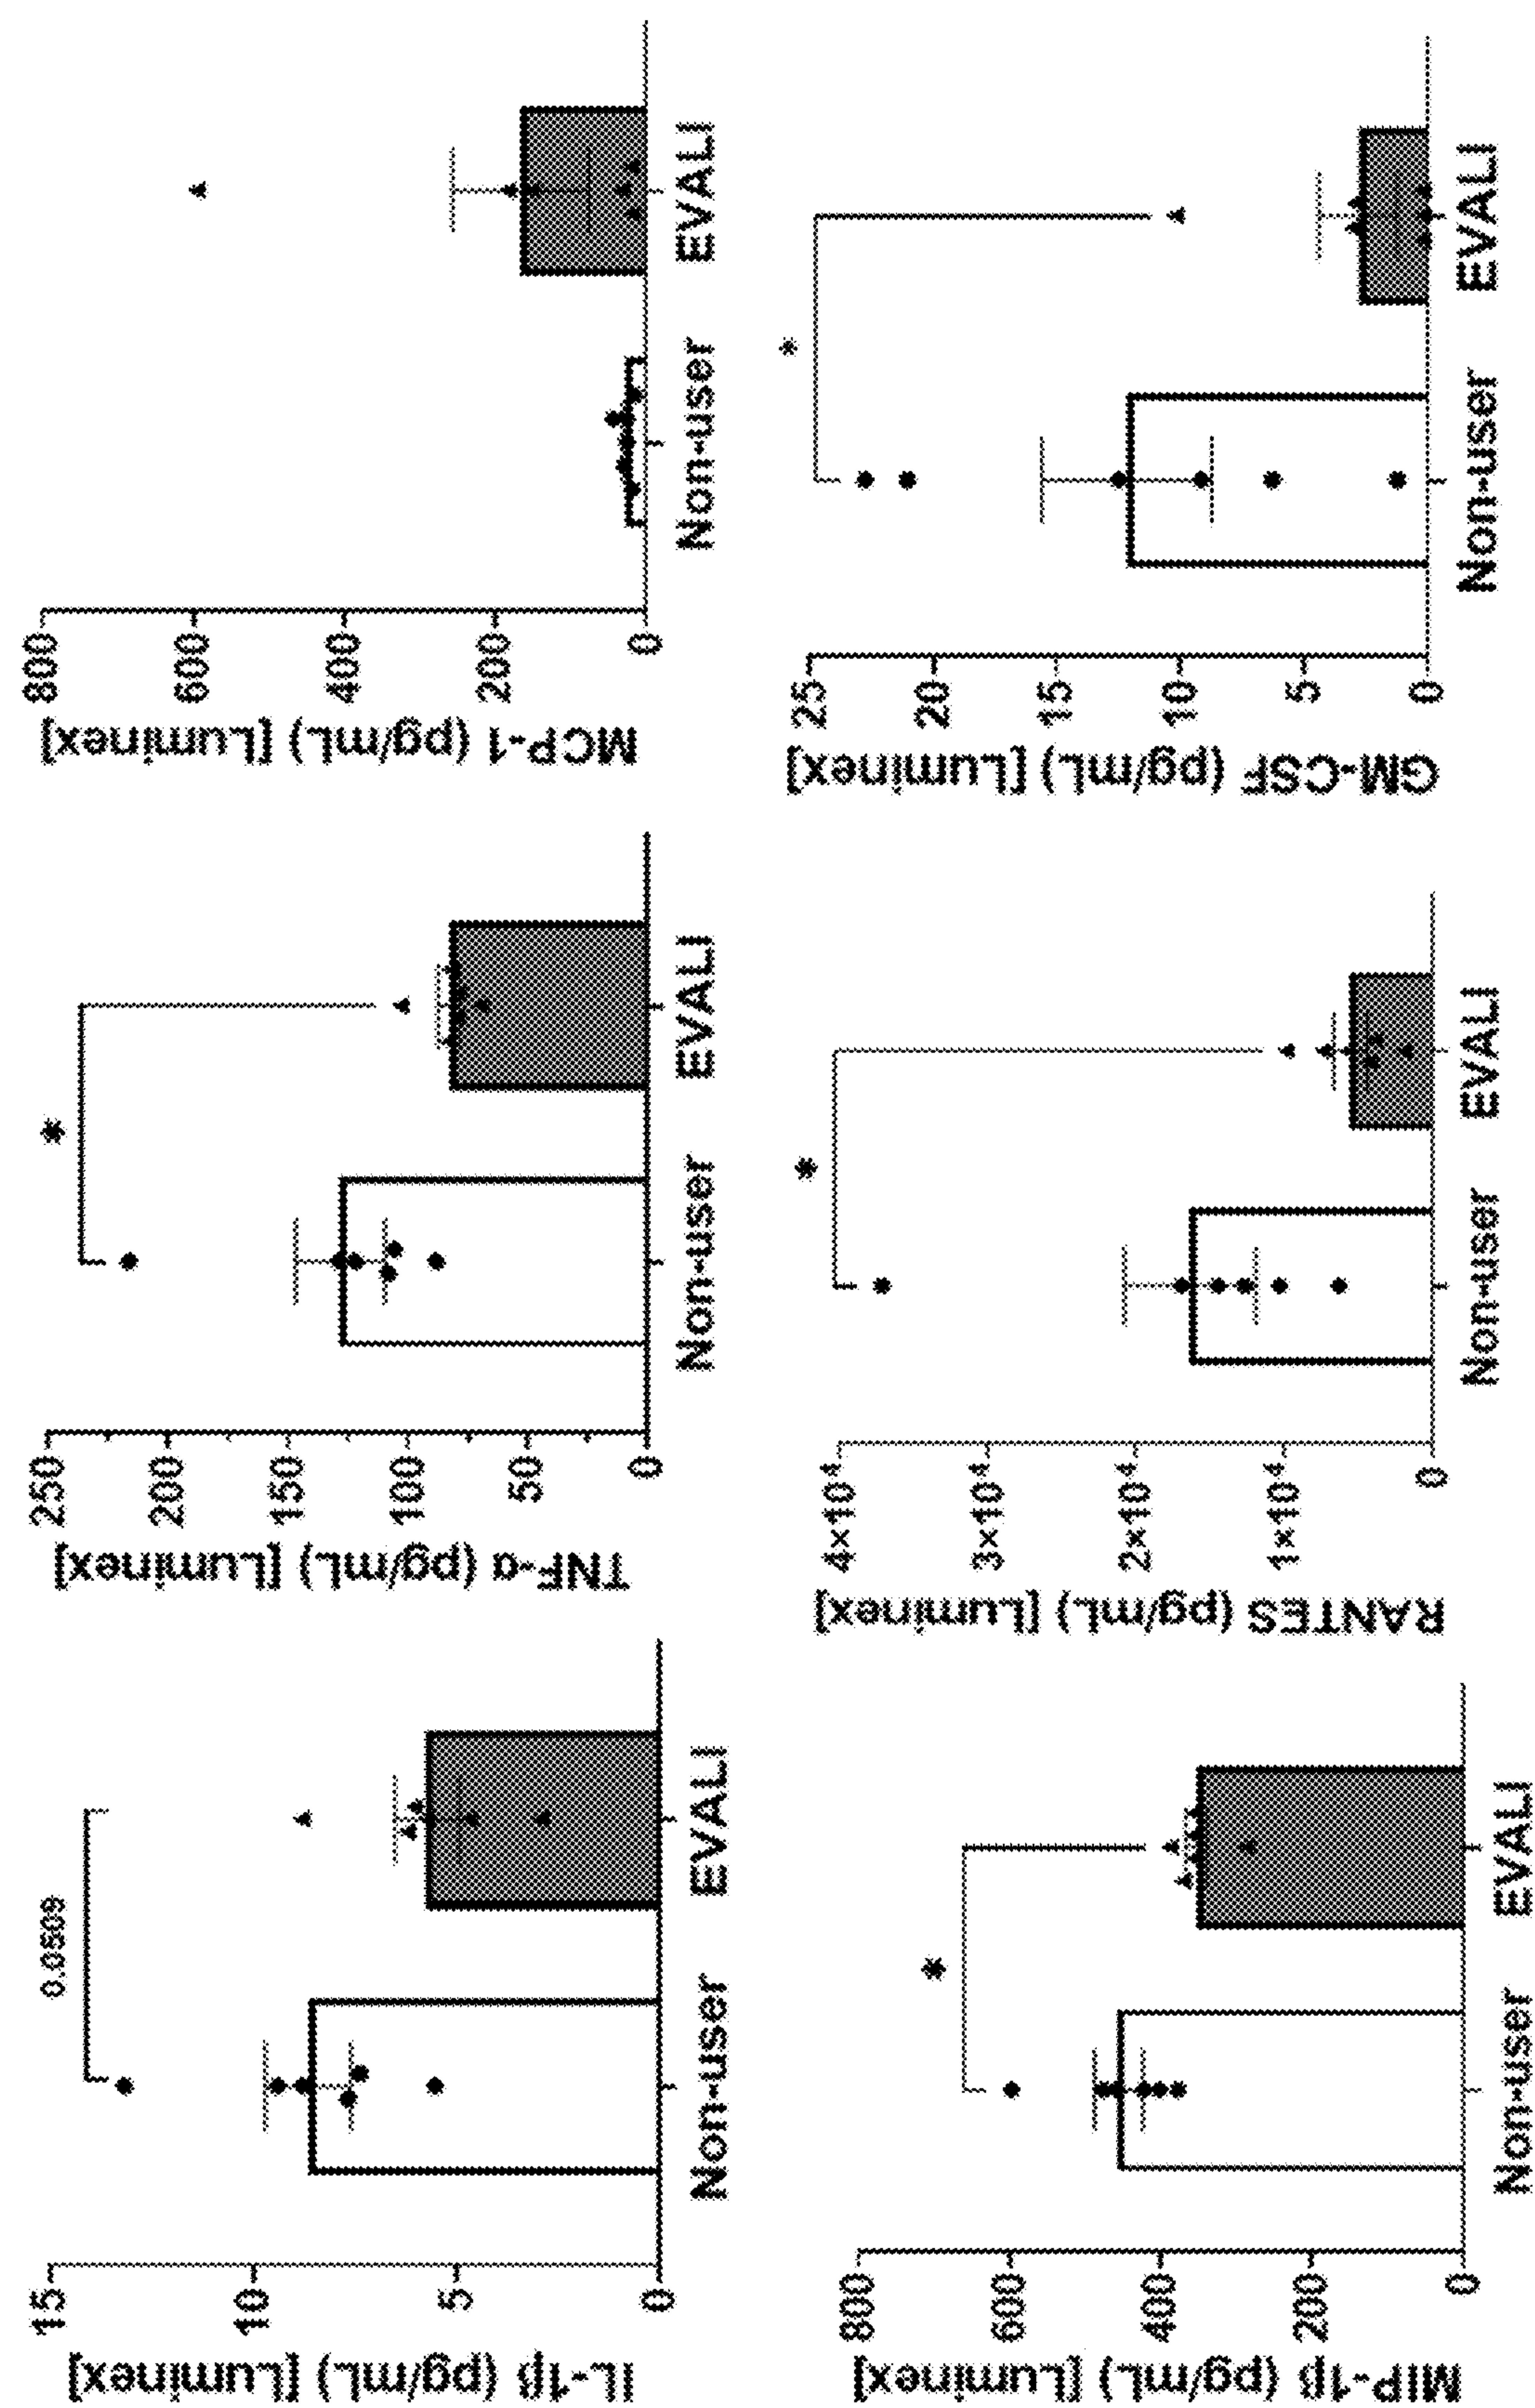 IL-1β (pg/mL) [Luminex]
15
10
5
0
0.0509
Non-user
EVALI
TNF-α (pg/mL) [Luminex]
250
200
150
100
50
0
*
Non-user
EVALI
MCP-1 (pg/mL) [Luminex]
800
600
400
200
0
Non-user
EVALI
MIP-1β (pg/mL) [Luminex]
800
600
400
200
0
*
Non-user
EVALI
RANTES (pg/mL) [Luminex]
4×10⁴
3×10⁴
2×10⁴
1×10⁴
0
*
Non-user
EVALI
GM-CSF (pg/mL) [Luminex]
25
20
15
10
5
0
*
Non-user
EVALI